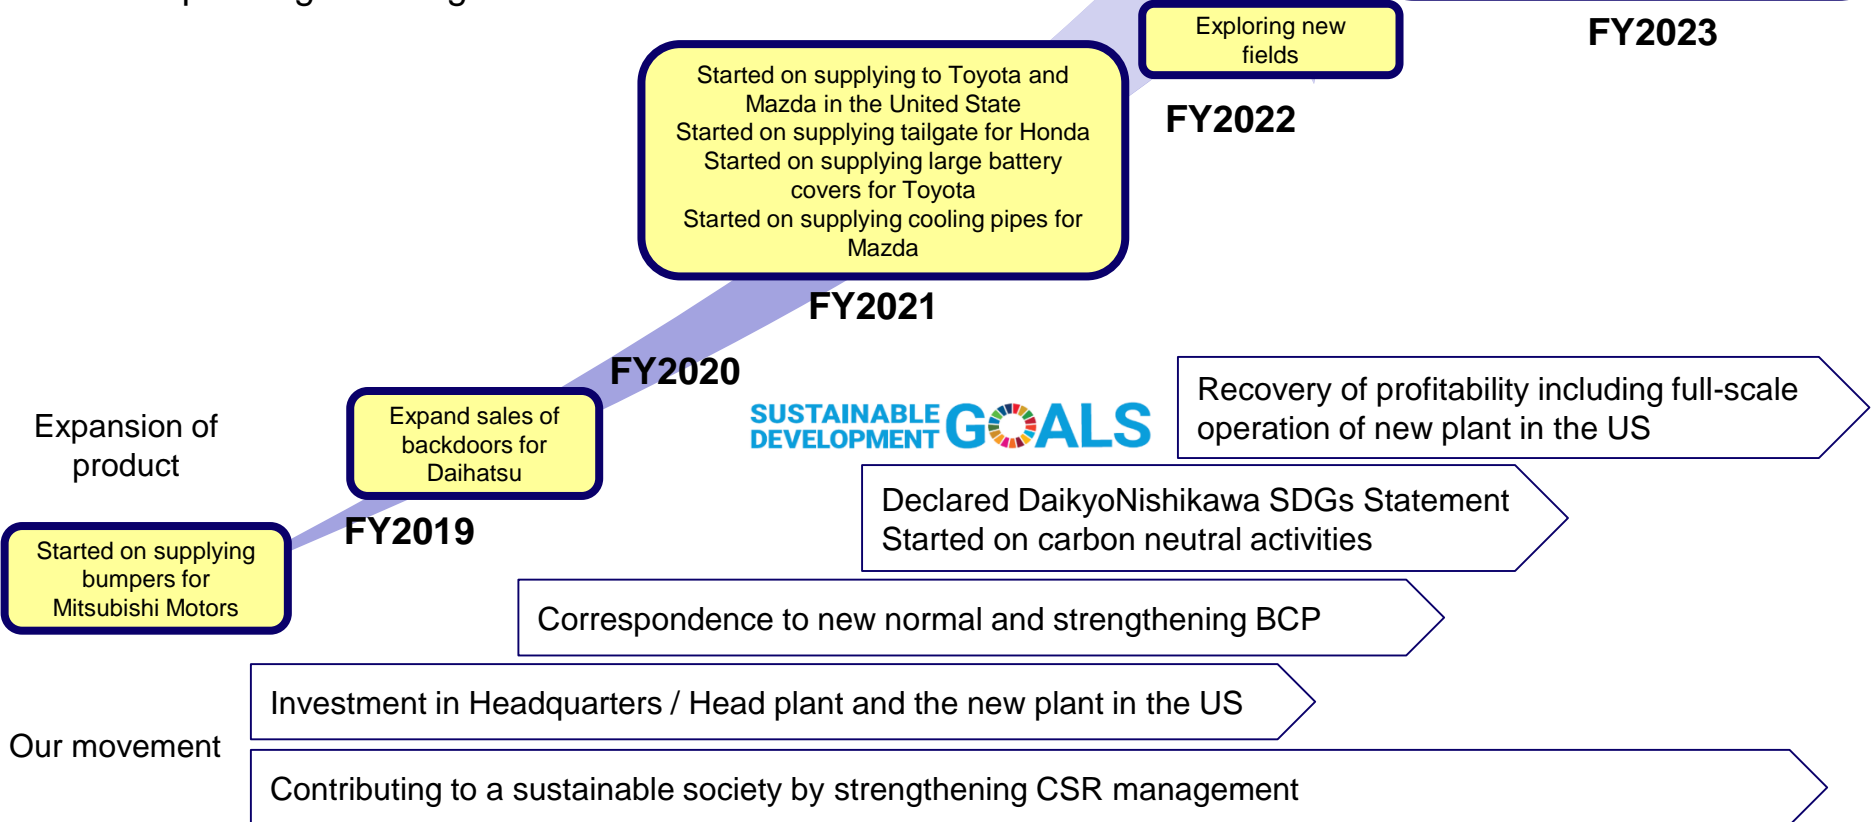 Exploring new
fields
FY2023
Started on supplying to Toyota and
Mazda in the United State
Started on supplying tailgate for Honda
Started on supplying large battery
covers for Toyota
Started on supplying cooling pipes for
Mazda
FY2022
FY2021
FY2020
Expansion of
product
Expand sales of
backdoors for
Daihatsu
SUSTAINABLE
DEVELOPMENT
GOALS
Recovery of profitability including full-scale
operation of new plant in the US
Declared DaikyoNishikawa SDGs Statement
Started on carbon neutral activities
FY2019
Started on supplying
bumpers for
Mitsubishi Motors
Correspondence to new normal and strengthening BCP
Our movement
Investment in Headquarters / Head plant and the new plant in the US
Contributing to a sustainable society by strengthening CSR management